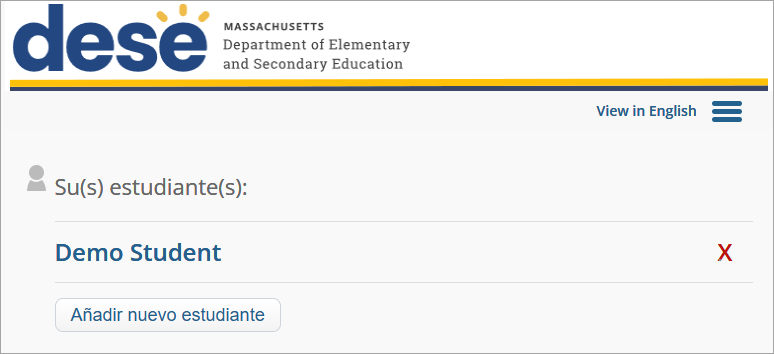 dese
MASSACHUSETTS
Department of Elementary
and Secondary Education
View in English
Su(s) estudiante(s):
Demo Student X
Añadir nuevo estudiante